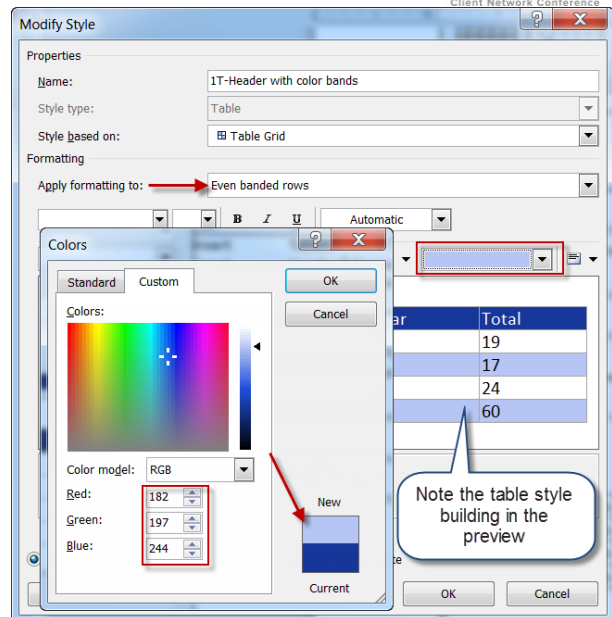 Client Network Conference
Modify Style
Properties
Name: 1T-Header with color bands
Style type: Table
Style based on: Table Grid
Formatting
Apply formatting to: Even banded rows
B I U Automatic
Colors
Standard Custom
OK
Cancel
Colors:
ar Total
19
17
24
60
Color model: RGB
Red: 182
Green: 197
Blue: 244
New
Current
Note the table style
building in the
preview
OK Cancel